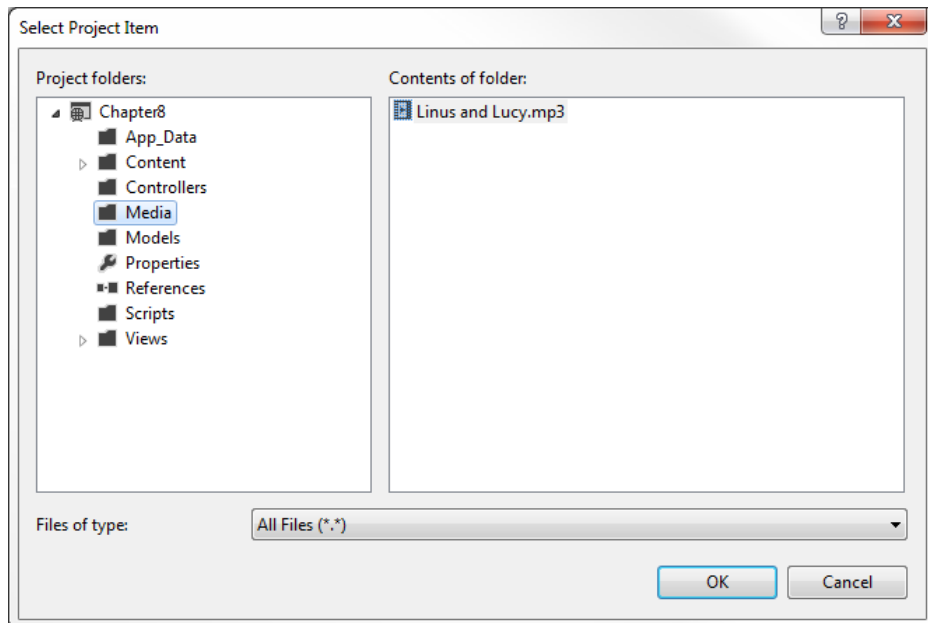 Select Project Item
Project folders:
Chapter8
App_Data
Content
Controllers
Media
Models
Properties
References
Scripts
Views
Contents of folder:
Linus and Lucy.mp3
Files of type:
All Files (*.*)
OK
Cancel